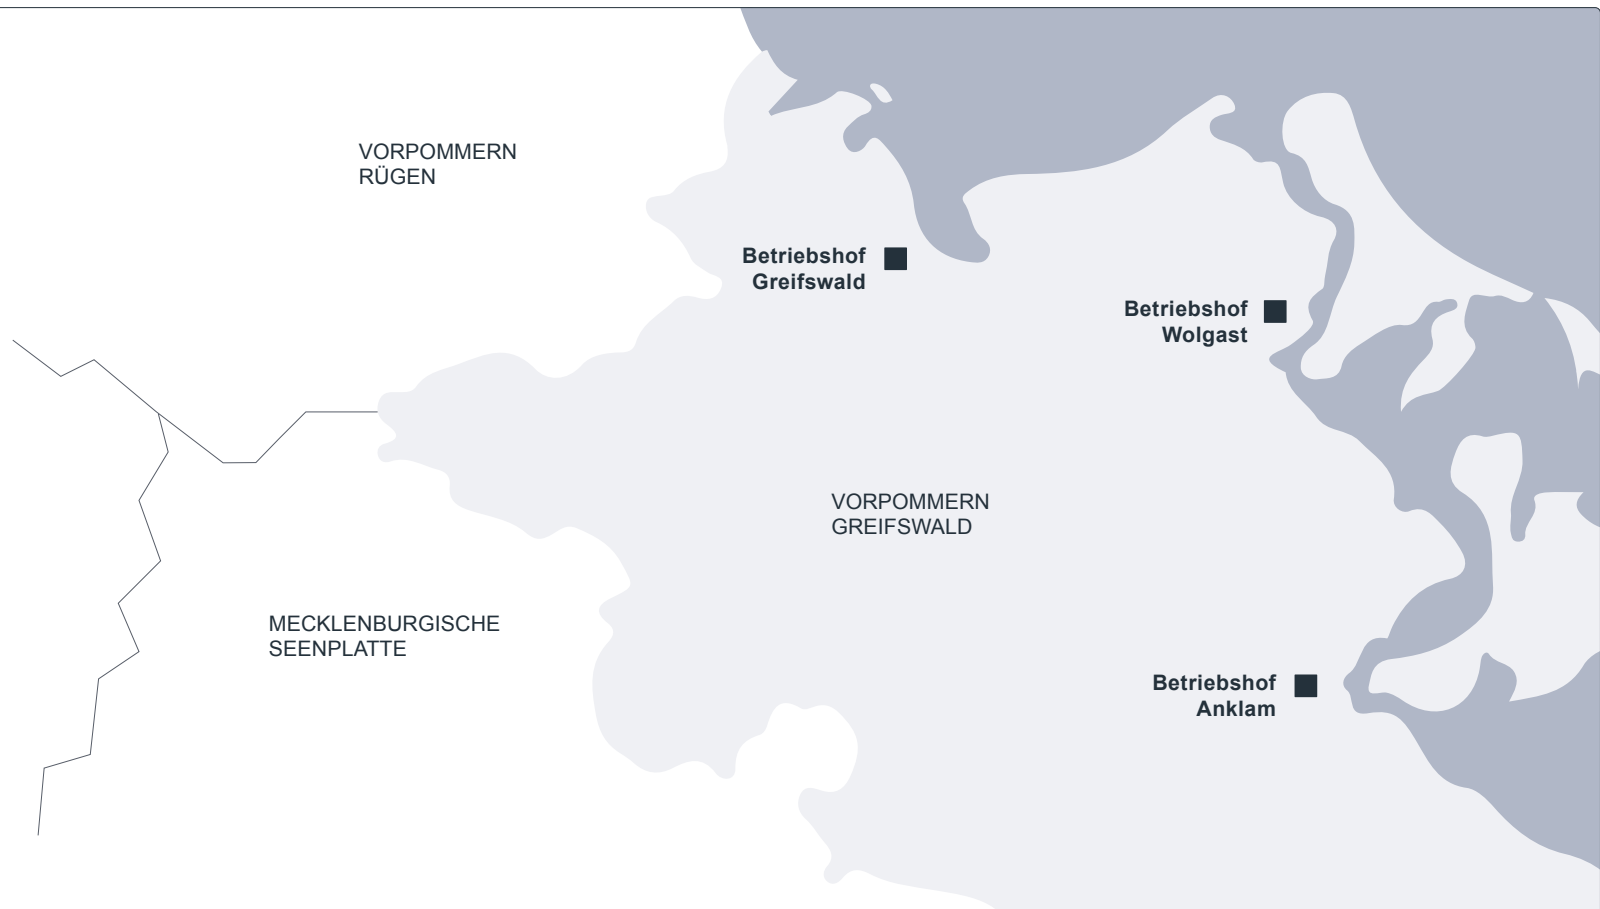 VORPOMMERN
RÜGEN
Betriebshof
Greifswald
Betriebshof
Wolgast
VORPOMMERN
GREIFSWALD
MECKLENBURGISCHE
SEENPLATTE
Betriebshof
Anklam